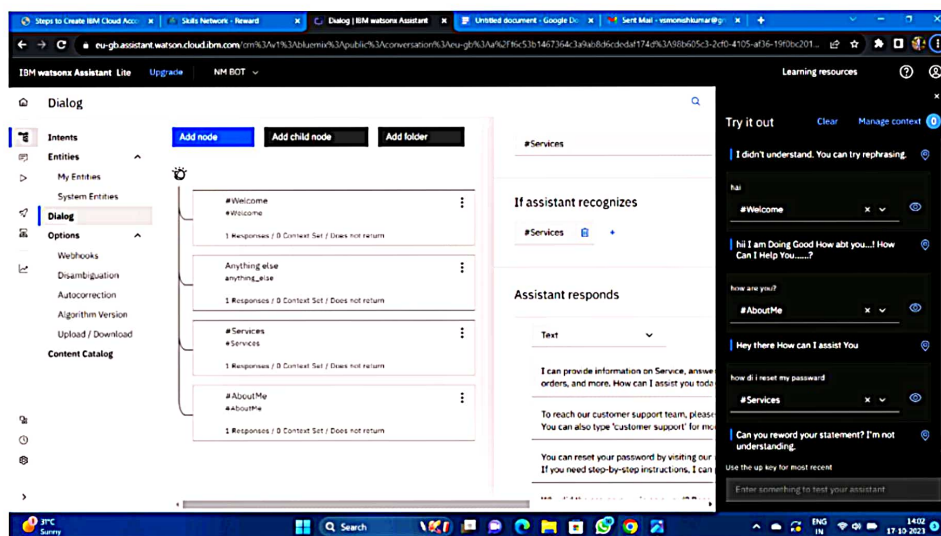 Steps to Create IBM Cloud Acco
Skills Network - Reward
Dialog | IBM watsonx Assistant
Untitled document - Google Do
Sent Mail - vsmonishkumar@g
IBM watsonx Assistant Lite
Upgrade
NM BOT
Learning resources
Dialog
Intents
Entities
My Entities
System Entities
Dialog
Options
Webhooks
Disambiguation
Autocorrection
Algorithm Version
Upload / Download
Content Catalog
Add node
Add child node
Add folder
#Welcome
#Welcome
1 Responses / 0 Context Set / Does not return
Anything else
anything_else
1 Responses / 0 Context Set / Does not return
#Services
#Services
1 Responses / 0 Context Set / Does not return
#AboutMe
#AboutMe
1 Responses / 0 Context Set / Does not return
#Services
If assistant recognizes
#Services
Assistant responds
Text
I can provide information on Service, answe
orders, and more. How can I assist you toda
To reach our customer support team, please
You can also type 'customer support' for mo
You can reset your password by visiting our
If you need step-by-step instructions, I can
Try it out
Clear
Manage context
0
I didn't understand. You can try rephrasing.
hai
#Welcome
hii I am Doing Good How abt you...! How
Can I Help You......?
how are you?
#AboutMe
Hey there How can I assist You
how di i reset my passward
#Services
Can you reword your statement? I'm not
understanding.
Use the up key for most recent
Enter something to test your assistant
31°C
Sunny
Search
ENG
IN
14:02
17-10-2023